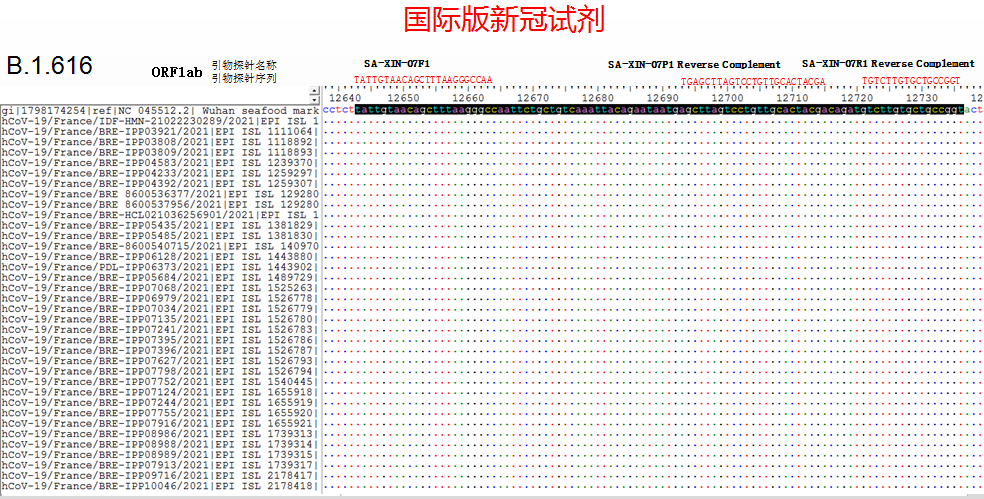 国际版新冠试剂
B.1.616
ORF1ab
引物探针名称
引物探针序列
SA-XIN-07F1
SA-XIN-07P1 Reverse Complement
SA-XIN-07R1 Reverse Complement
TATTGTAACAGCTTTAAGGGCCAA
TGAGCTTAGTCCTGTTGCACTACGA
TGTCTTGTGCTGCCGGT
12640 12650 12660 12670 12680 12690 12700 12710 12720 12730 12
gi|1798174254|ref|NC 045512.2| Wuhan seafood mark
cctcttattgtaacagctttaagggccaattctgctgtcaaattacagaataatgagcttagtcctgttgcactacgacagatgtcttgtgctgccggtact
hCoV-19/France/IDF-HMN-21022230289/2021|EPI ISL 1
hCoV-19/France/BRE-IPP03921/2021|EPI ISL 1111064|
hCoV-19/France/BRE-IPP03808/2021|EPI ISL 1118892|
hCoV-19/France/BRE-IPP03809/2021|EPI ISL 1118893|
hCoV-19/France/BRE-IPP04583/2021|EPI ISL 1239370|
hCoV-19/France/BRE-IPP04233/2021|EPI ISL 1259297|
hCoV-19/France/BRE-IPP04392/2021|EPI ISL 1259307|
hCoV-19/France/BRE 8600536377/2021|EPI ISL 129280
hCoV-19/France/BRE 8600537956/2021|EPI ISL 129280
hCoV-19/France/BRE-HCL021036256901/2021|EPI ISL 1
hCoV-19/France/BRE-IPP05435/2021|EPI ISL 1381829|
hCoV-19/France/BRE-IPP05485/2021|EPI ISL 1381830|
hCoV-19/France/BRE-8600540715/2021|EPI ISL 140970
hCoV-19/France/BRE-IPP06128/2021|EPI ISL 1443880|
hCoV-19/France/PDL-IPP06373/2021|EPI ISL 1443902|
hCoV-19/France/BRE-IPP05684/2021|EPI ISL 1489729|
hCoV-19/France/BRE-IPP07068/2021|EPI ISL 1525263|
hCoV-19/France/BRE-IPP06979/2021|EPI ISL 1526778|
hCoV-19/France/BRE-IPP07034/2021|EPI ISL 1526779|
hCoV-19/France/BRE-IPP07135/2021|EPI ISL 1526780|
hCoV-19/France/BRE-IPP07241/2021|EPI ISL 1526783|
hCoV-19/France/BRE-IPP07395/2021|EPI ISL 1526786|
hCoV-19/France/BRE-IPP07396/2021|EPI ISL 1526787|
hCoV-19/France/BRE-IPP07627/2021|EPI ISL 1526793|
hCoV-19/France/BRE-IPP07798/2021|EPI ISL 1526794|
hCoV-19/France/BRE-IPP07752/2021|EPI ISL 1540445|
hCoV-19/France/BRE-IPP07124/2021|EPI ISL 1655918|
hCoV-19/France/BRE-IPP07244/2021|EPI ISL 1655919|
hCoV-19/France/BRE-IPP07755/2021|EPI ISL 1655920|
hCoV-19/France/BRE-IPP07916/2021|EPI ISL 1655921|
hCoV-19/France/BRE-IPP08986/2021|EPI ISL 1739313|
hCoV-19/France/BRE-IPP08988/2021|EPI ISL 1739314|
hCoV-19/France/BRE-IPP08989/2021|EPI ISL 1739315|
hCoV-19/France/BRE-IPP07913/2021|EPI ISL 1739317|
hCoV-19/France/BRE-IPP09716/2021|EPI ISL 2178417|
hCoV-19/France/BRE-IPP10046/2021|EPI ISL 2178418|